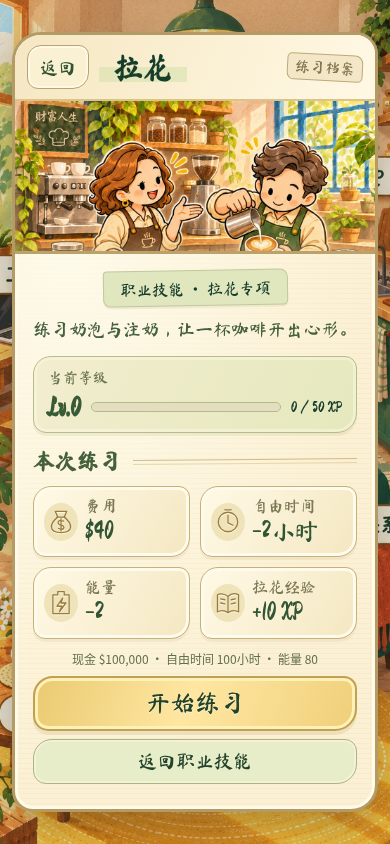 返回
拉花
练习档案
财富人生
职业技能 · 拉花专项
练习奶泡与注奶，让一杯咖啡开出心形。
当前等级
Lv.0
0 / 50 XP
本次练习
费用
$40
自由时间
-2小时
能量
-2
拉花经验
+10 XP
现金 $100,000 · 自由时间 100小时 · 能量 80
开始练习
返回职业技能